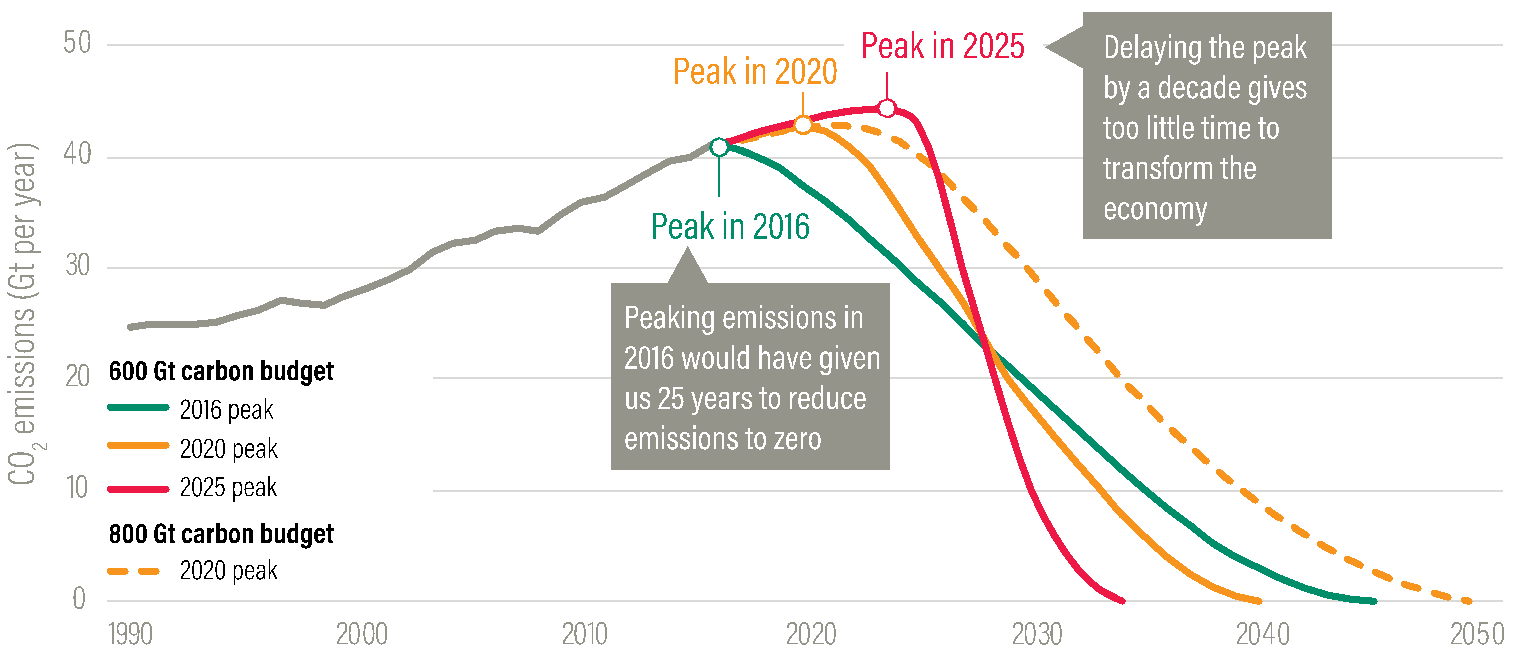 50
40
30
20
10
0
CO2 emissions (Gt per year)
Peak in 2025
Peak in 2020
Peak in 2016
Delaying the peak
by a decade gives
too little time to
transform the
economy
Peaking emissions in
2016 would have given
us 25 years to reduce
emissions to zero
600 Gt carbon budget
2016 peak
2020 peak
2025 peak
800 Gt carbon budget
2020 peak
1990
2000
2010
2020
2030
2040
2050